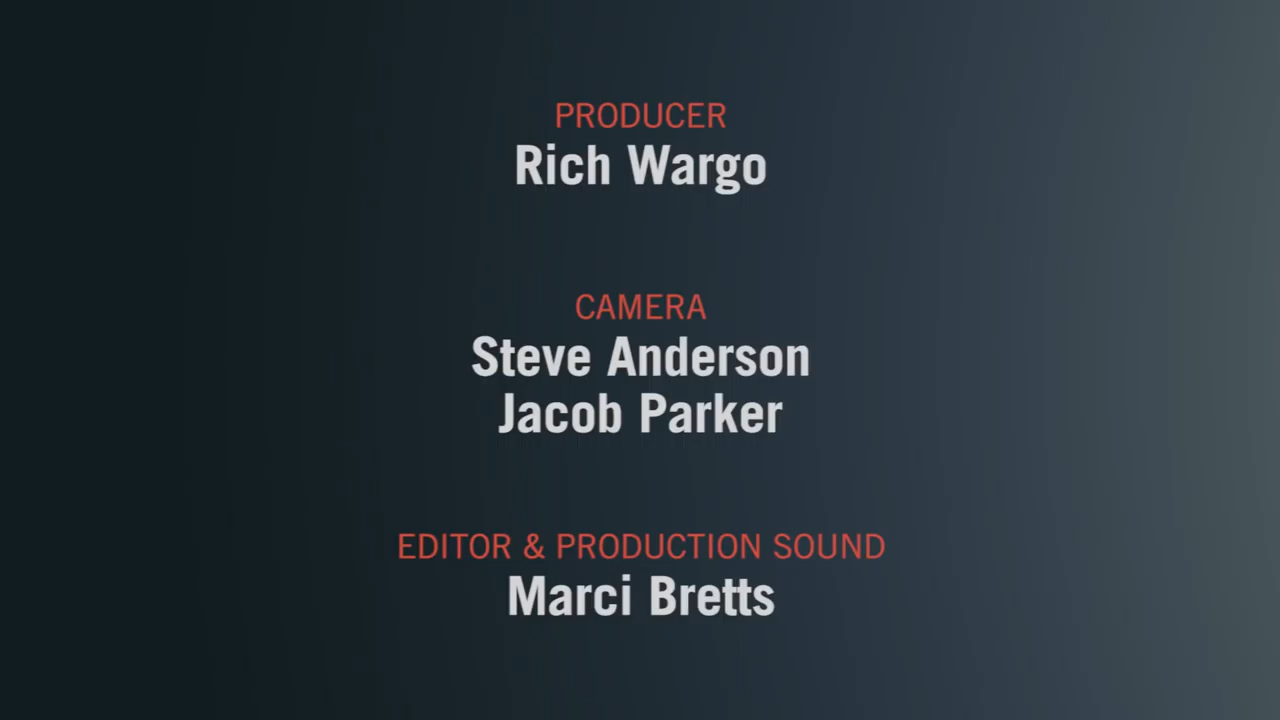 PRODUCER
Rich Wargo
CAMERA
Steve Anderson
Jacob Parker
EDITOR & PRODUCTION SOUND
Marci Bretts